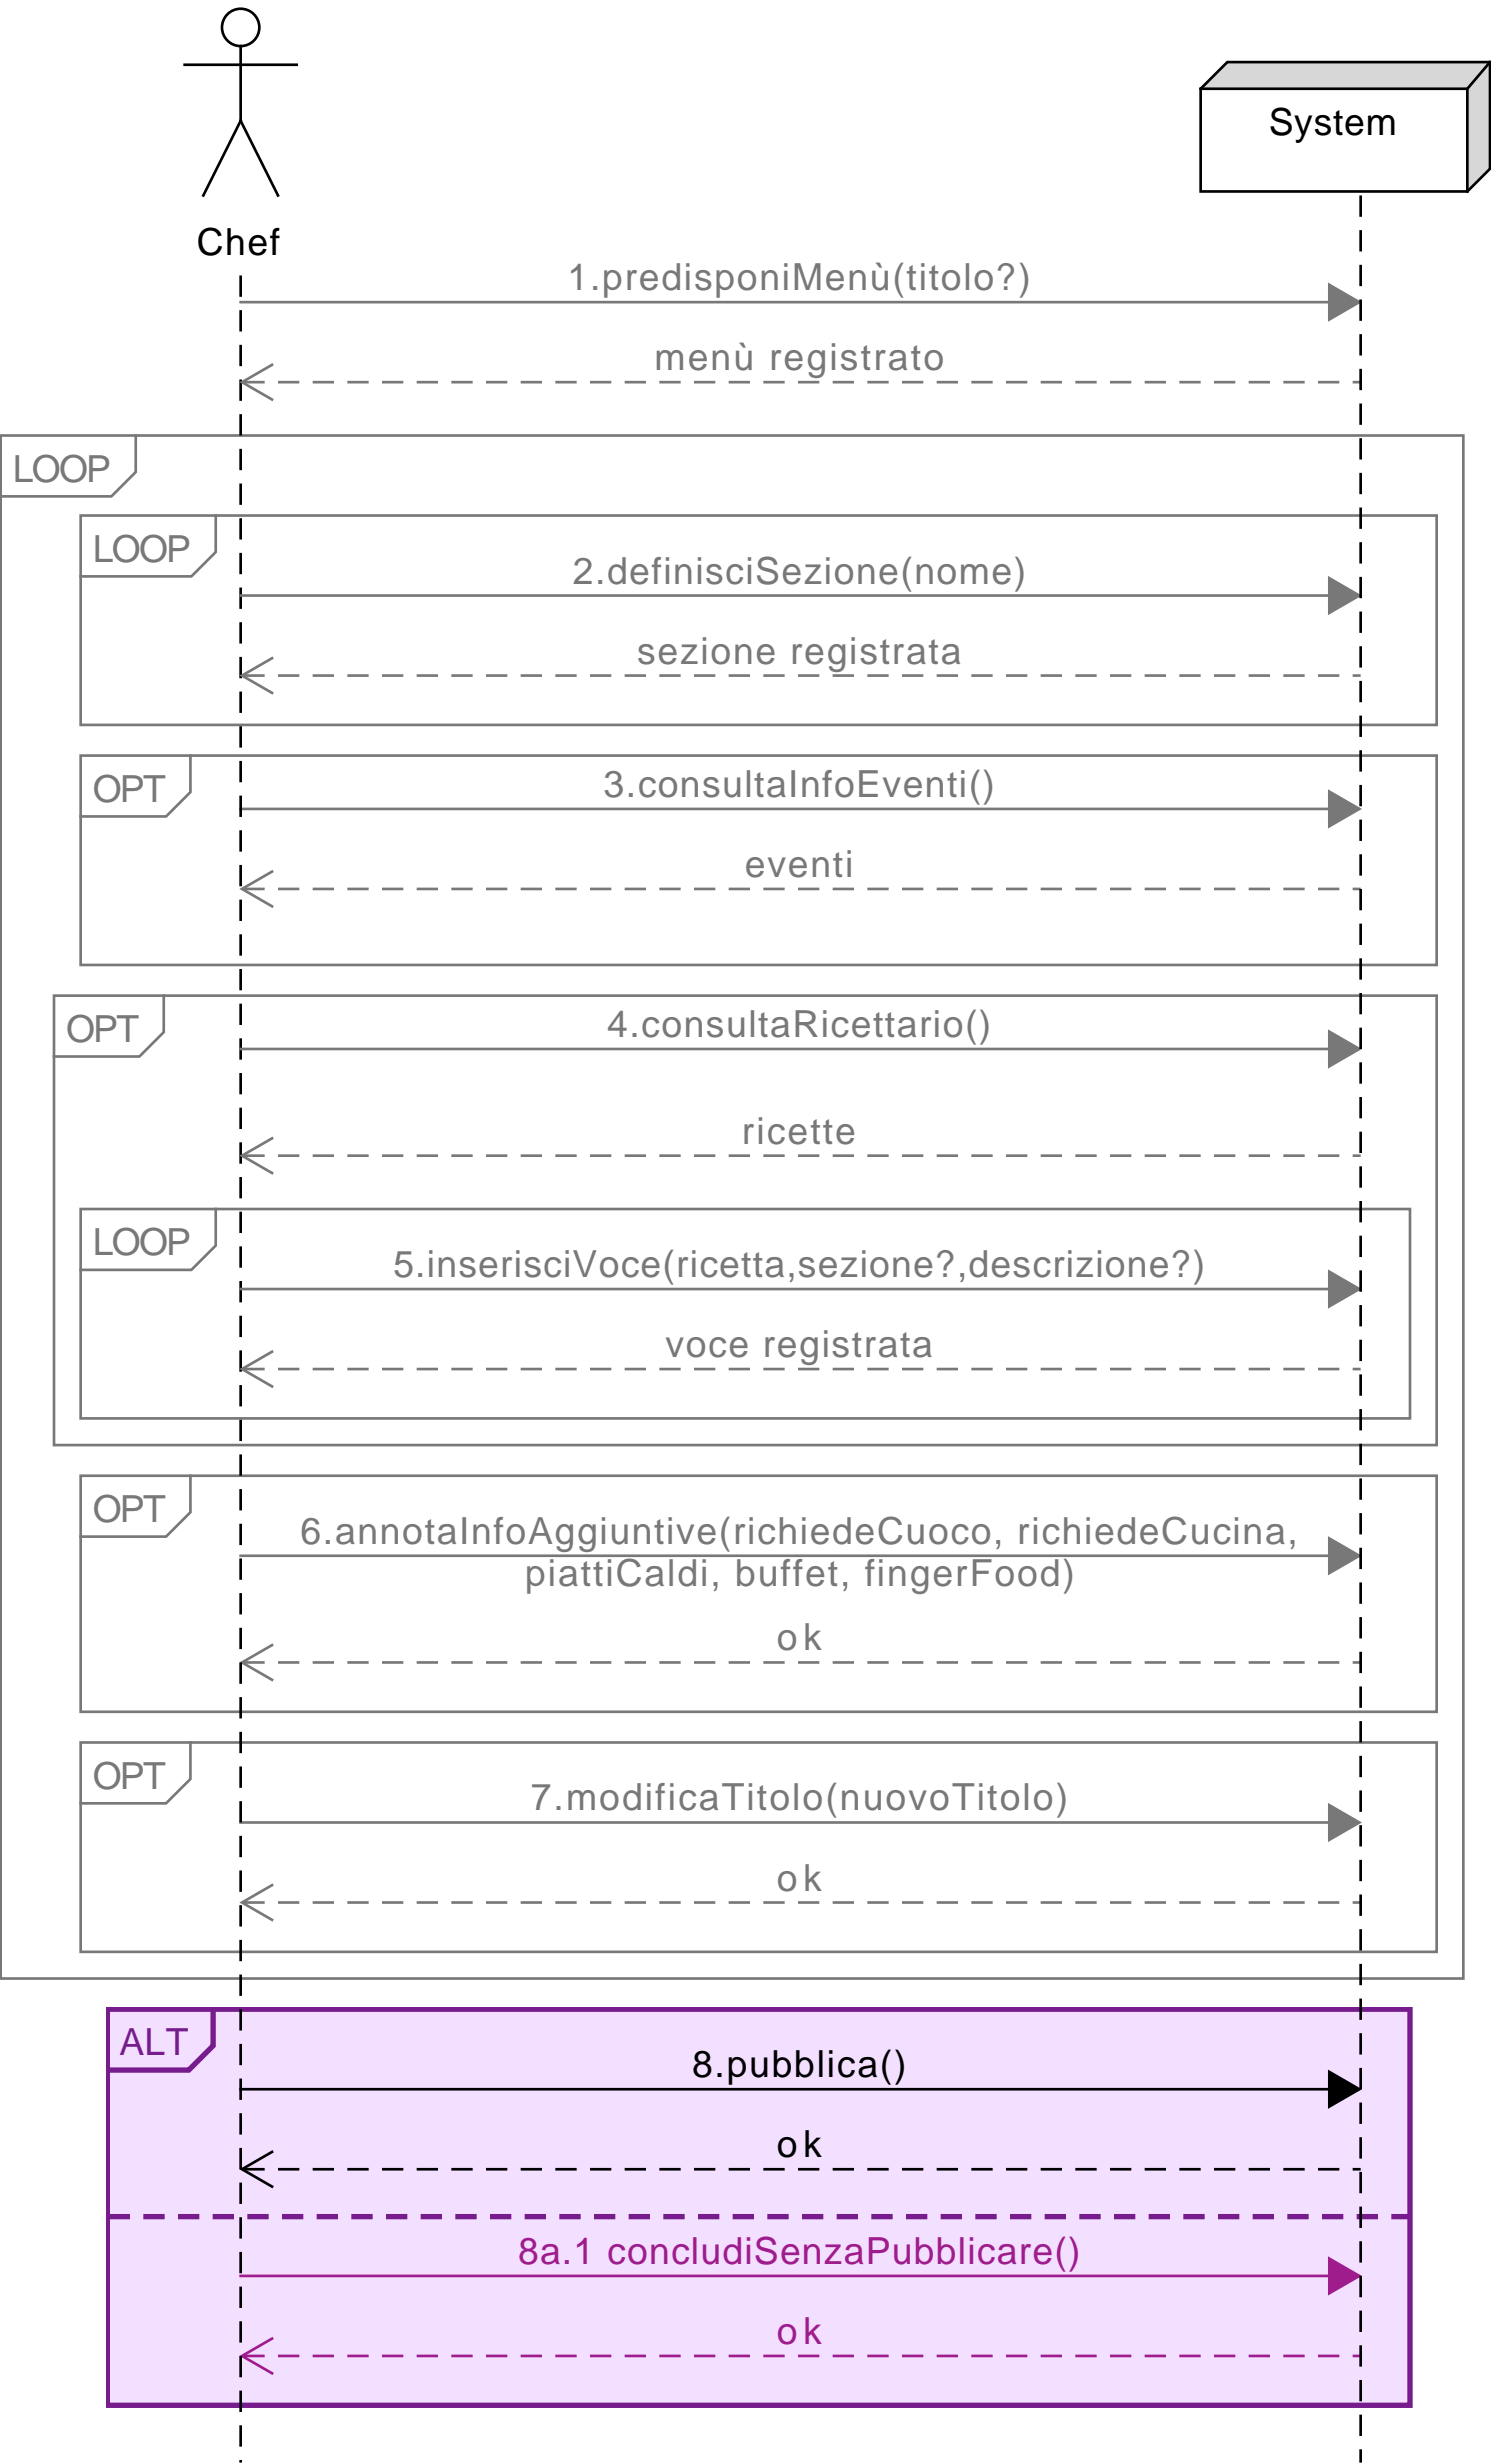 System
Chef
1.predisponiMenù(titolo?)
menù registrato
LOOP
LOOP
2.definisciSezione(nome)
sezione registrata
OPT
3.consultaInfoEventi()
eventi
OPT
4.consultaRicettario()
ricette
LOOP
5.inserisciVoce(ricetta,sezione?,descrizione?)
voce registrata
OPT
6.annotaInfoAggiuntive(richiedeCuoco, richiedeCucina,
piattiCaldi, buffet, fingerFood)
ok
OPT
7.modificaTitolo(nuovoTitolo)
ok
ALT
8.pubblica()
ok
8a.1 concludiSenzaPubblicare()
ok